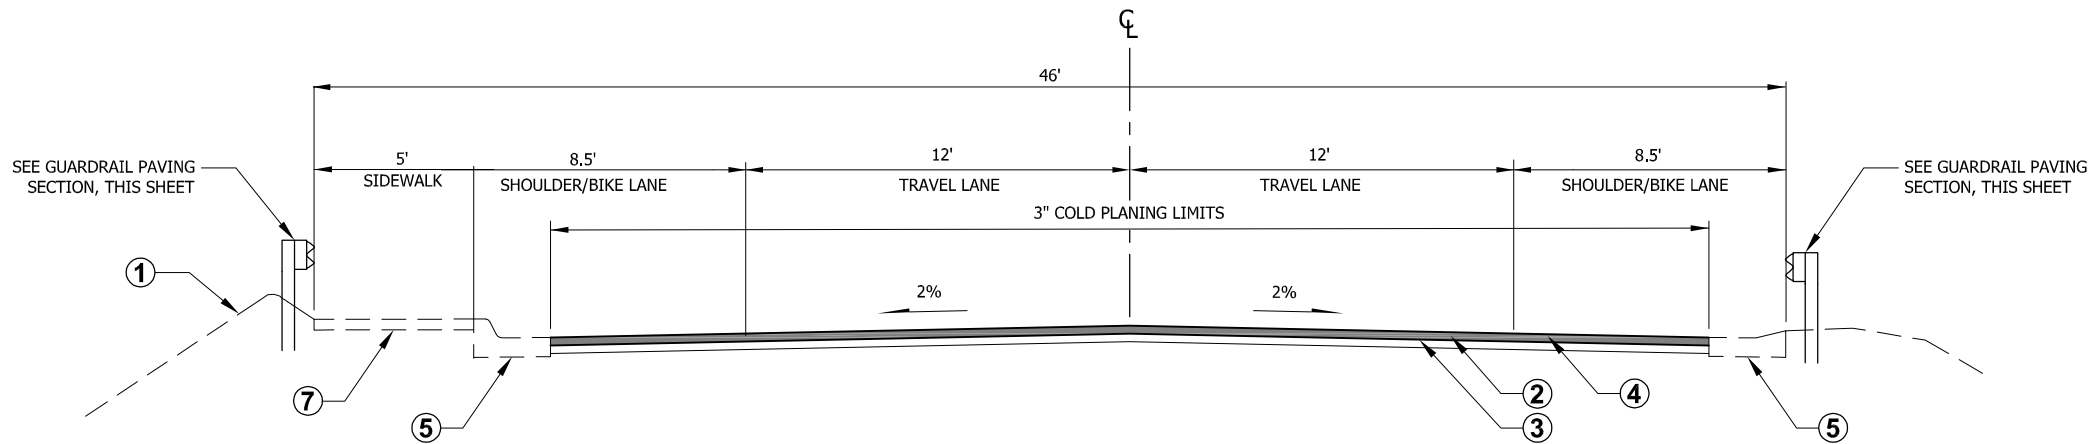 ℄
46'
5'
SIDEWALK
8.5'
SHOULDER/BIKE LANE
12'
TRAVEL LANE
12'
TRAVEL LANE
8.5'
SHOULDER/BIKE LANE
SEE GUARDRAIL PAVING
SECTION, THIS SHEET
SEE GUARDRAIL PAVING
SECTION, THIS SHEET
3" COLD PLANING LIMITS
1
2%
2%
7
5
2
3
4
5